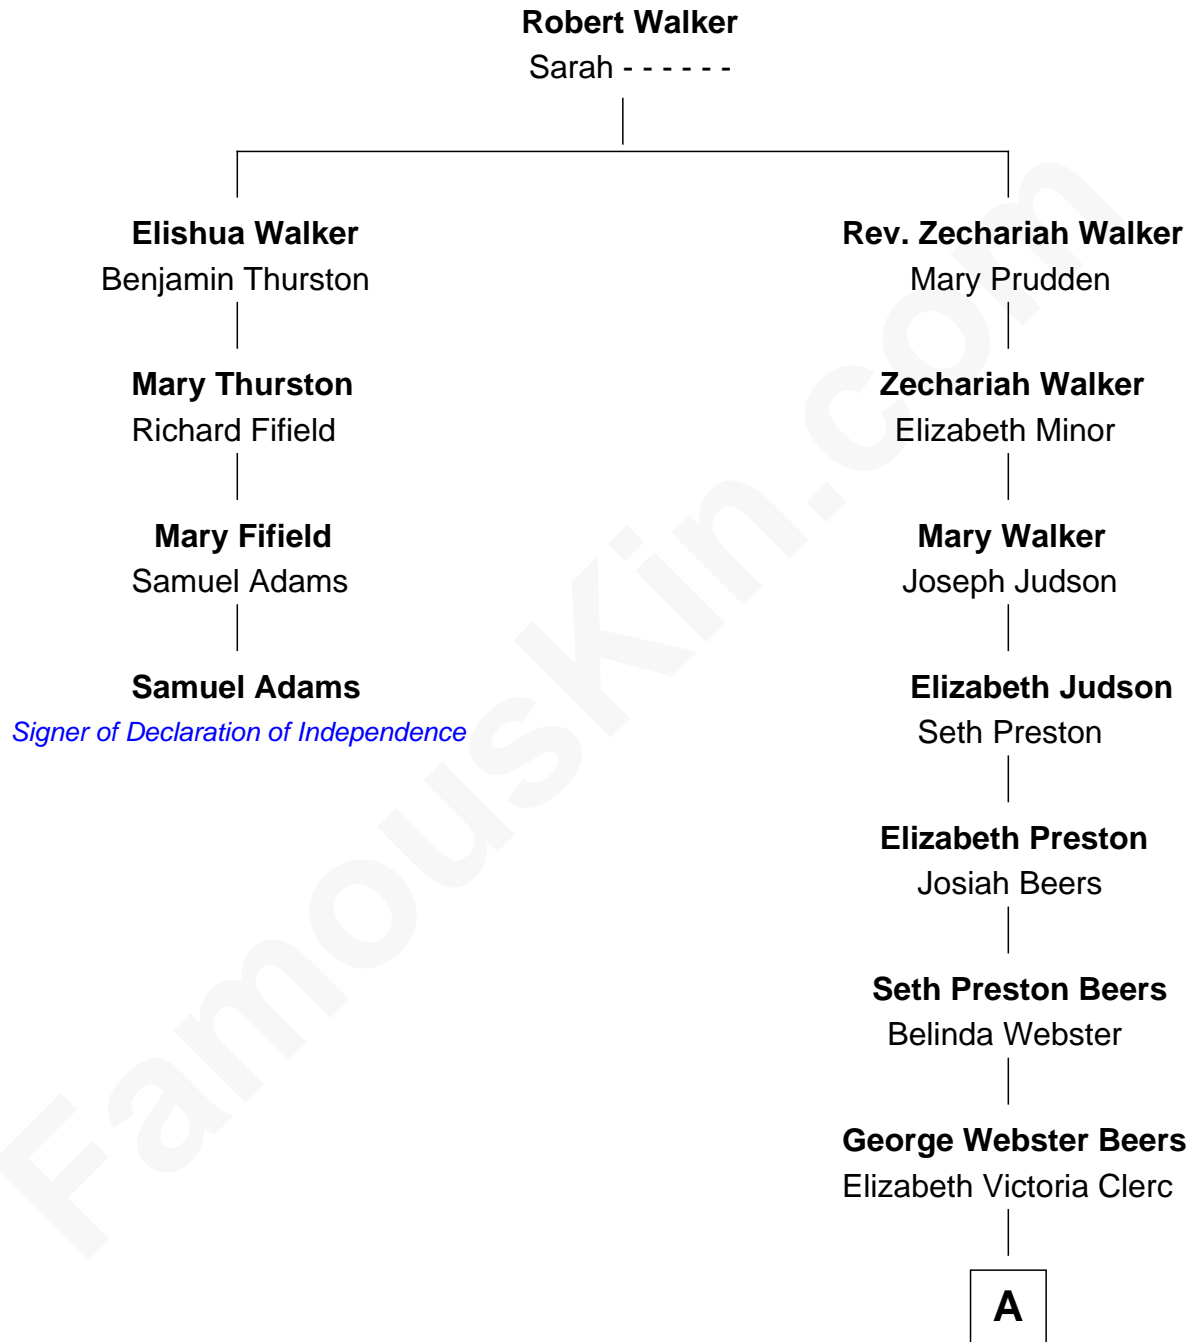 Robert Walker
Sarah - - - - - -
Elishua Walker
Benjamin Thurston
Mary Thurston
Richard Fifield
Mary Fifield
Samuel Adams
Samuel Adams
Signer of Declaration of Independence
Rev. Zechariah Walker
Mary Prudden
Zechariah Walker
Elizabeth Minor
Mary Walker
Joseph Judson
Elizabeth Judson
Seth Preston
Elizabeth Preston
Josiah Beers
Seth Preston Beers
Belinda Webster
George Webster Beers
Elizabeth Victoria Clerc
A
FamousKin.com